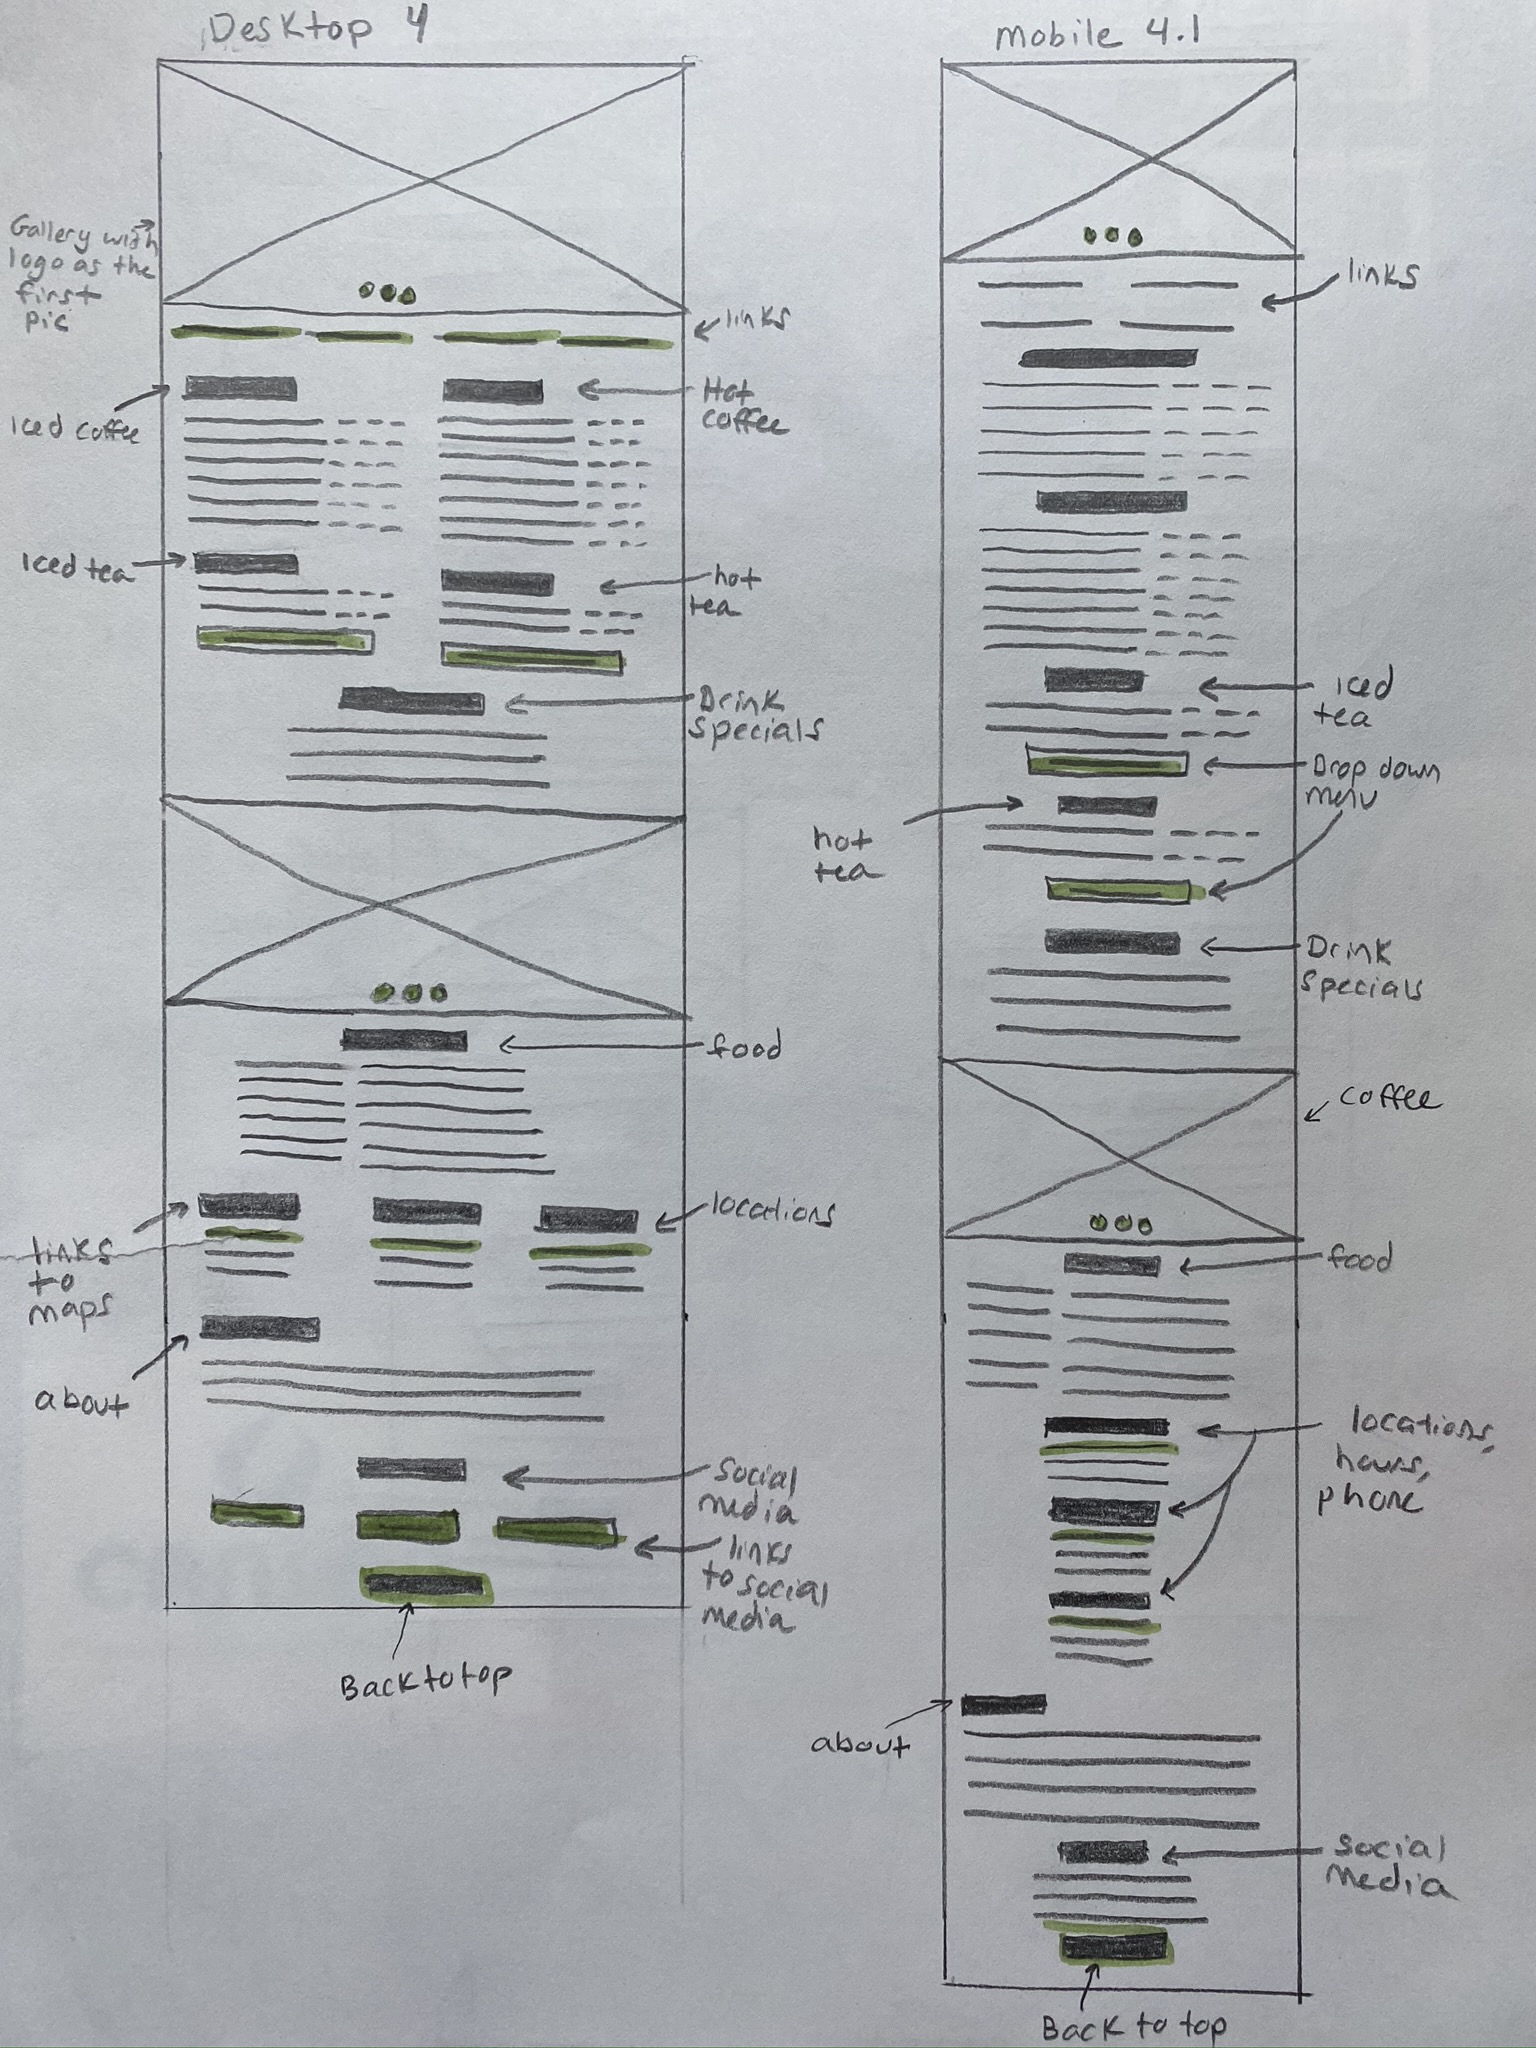 Desktop 4
Gallery with
logo as the
first
pic
links
Iced coffee
Hot
coffee
Iced tea
hot
tea
Drink
specials
food
locations
links
to
maps
about
social
media
links
to social
media
Back to top
mobile 4.1
links
Iced
tea
Drop down
menu
hot
tea
Drink
specials
coffee
food
locations,
hours,
phone
about
social
media
Back to top